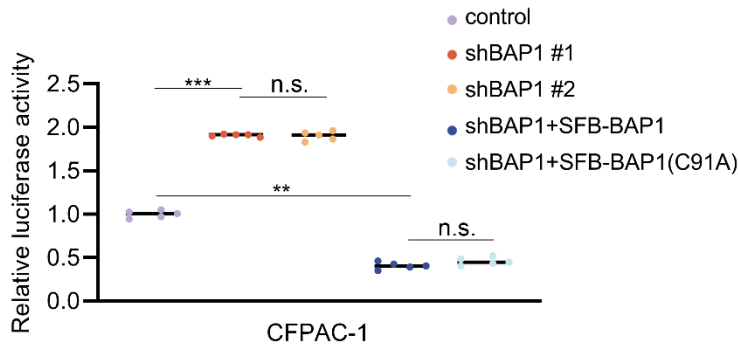 control
shBAP1 #1
shBAP1 #2
shBAP1+SFB-BAP1
shBAP1+SFB-BAP1(C91A)
Relative luciferase activity
2.5
2.0
1.5
1.0
0.5
0.0
***
n.s.
**
n.s.
CFPAC-1